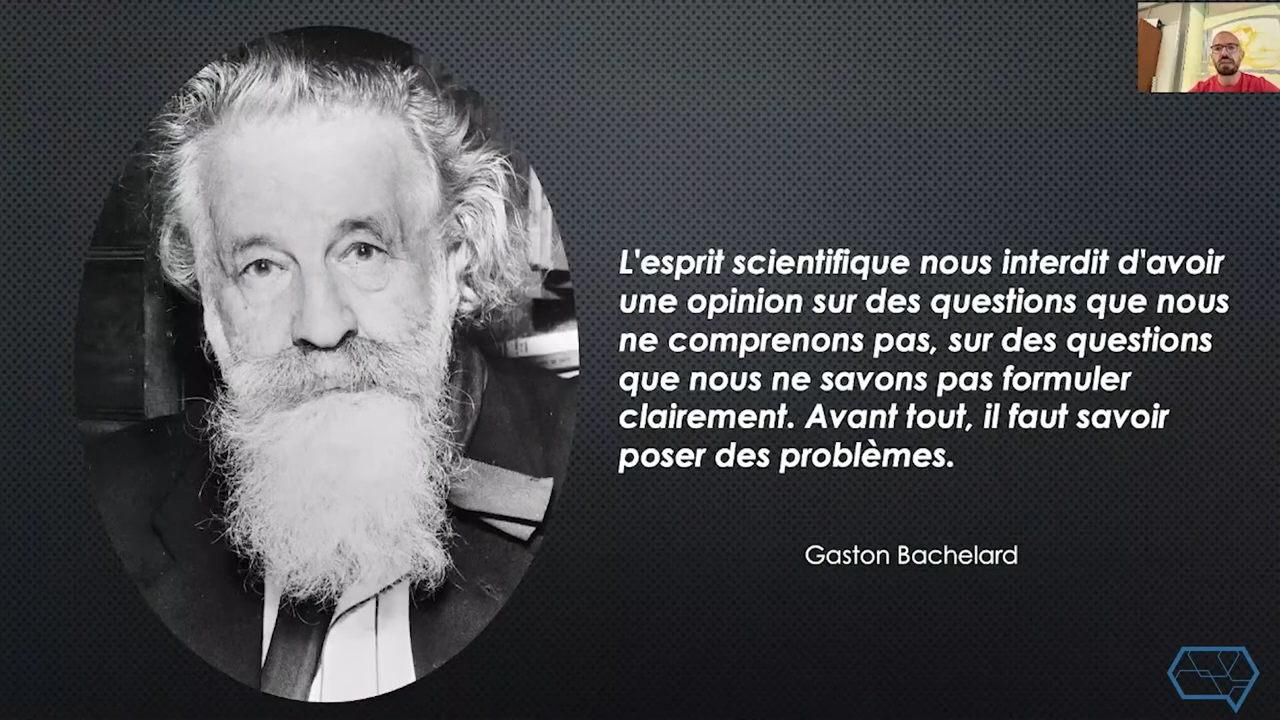 L'esprit scientifique nous interdit d'avoir
une opinion sur des questions que nous
ne comprenons pas, sur des questions
que nous ne savons pas formuler
clairement. Avant tout, il faut savoir
poser des problèmes.
Gaston Bachelard